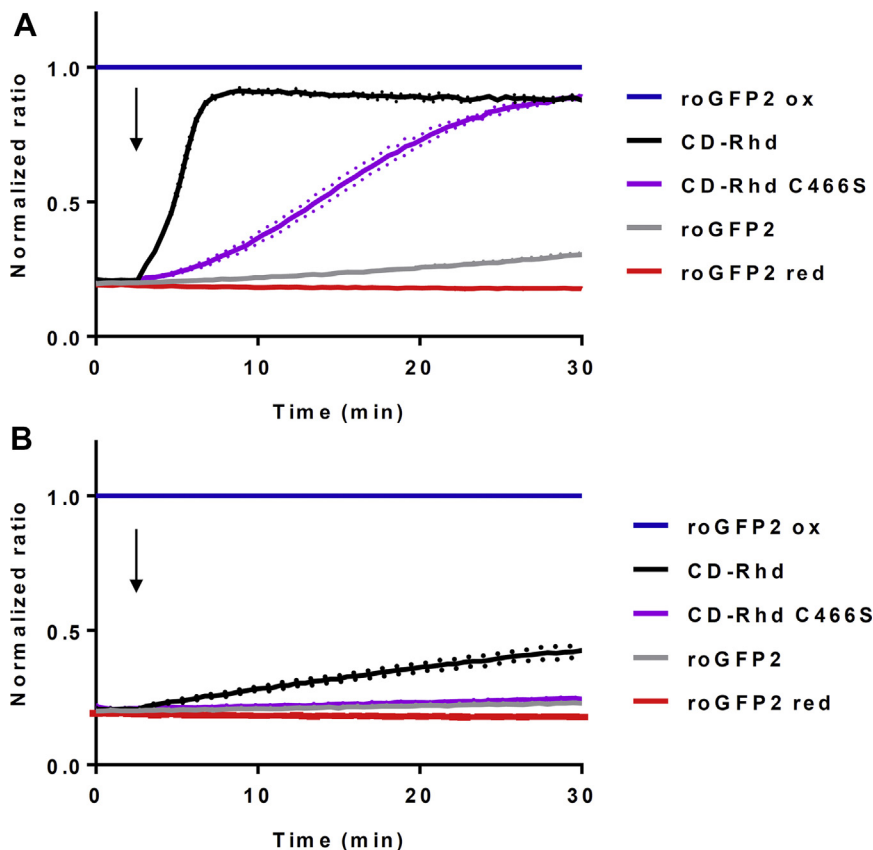 A
Normalized ratio
1.0
0.5
0.0
0
10
20
30
Time (min)
roGFP2 ox
CD-Rhd
CD-Rhd C466S
roGFP2
roGFP2 red
B
Normalized ratio
1.0
0.5
0.0
0
10
20
30
Time (min)
roGFP2 ox
CD-Rhd
CD-Rhd C466S
roGFP2
roGFP2 red